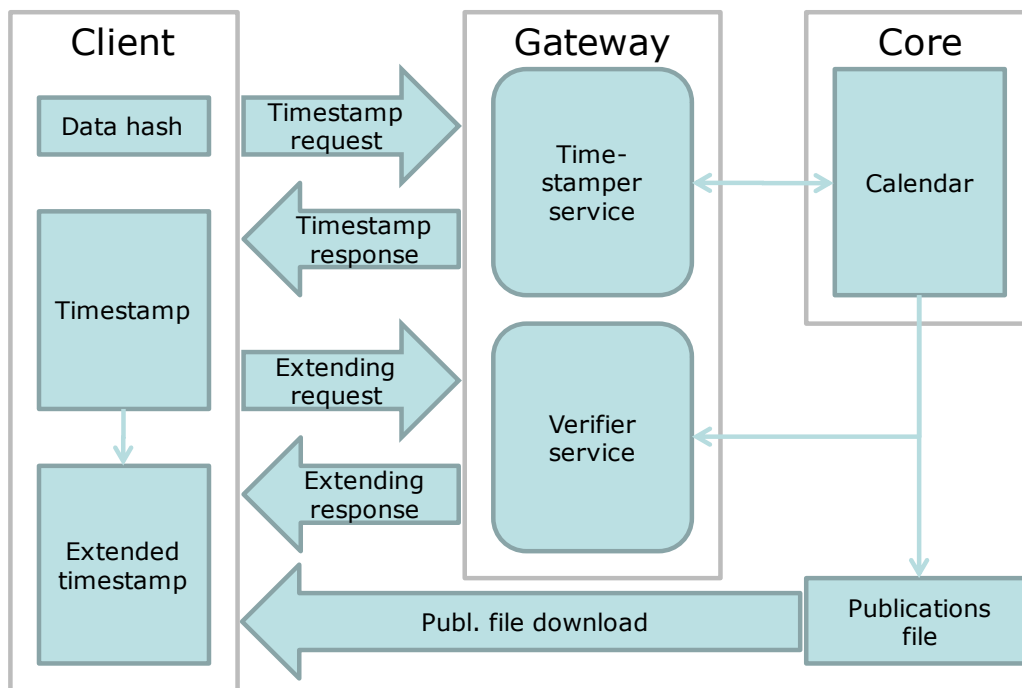 Client
Gateway
Core
Data hash
Timestamp
request
Time-
stamper
service
Calendar
Timestamp
response
Timestamp
Extending
request
Verifier
service
Extending
response
Extended
timestamp
Publ. file download
Publications
file